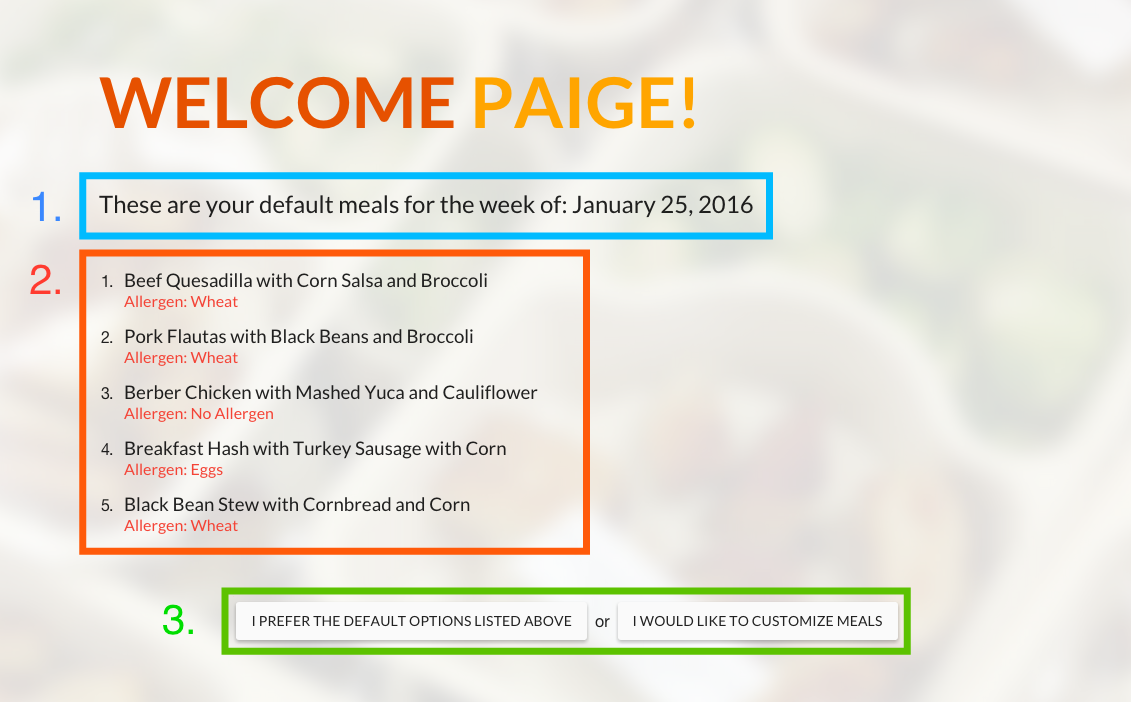 WELCOME PAIGE!
1.
These are your default meals for the week of: January 25, 2016
2.
1. Beef Quesadilla with Corn Salsa and Broccoli
Allergen: Wheat
2. Pork Flautas with Black Beans and Broccoli
Allergen: Wheat
3. Berber Chicken with Mashed Yuca and Cauliflower
Allergen: No Allergen
4. Breakfast Hash with Turkey Sausage with Corn
Allergen: Eggs
5. Black Bean Stew with Cornbread and Corn
Allergen: Wheat
3.
I PREFER THE DEFAULT OPTIONS LISTED ABOVE or I WOULD LIKE TO CUSTOMIZE MEALS